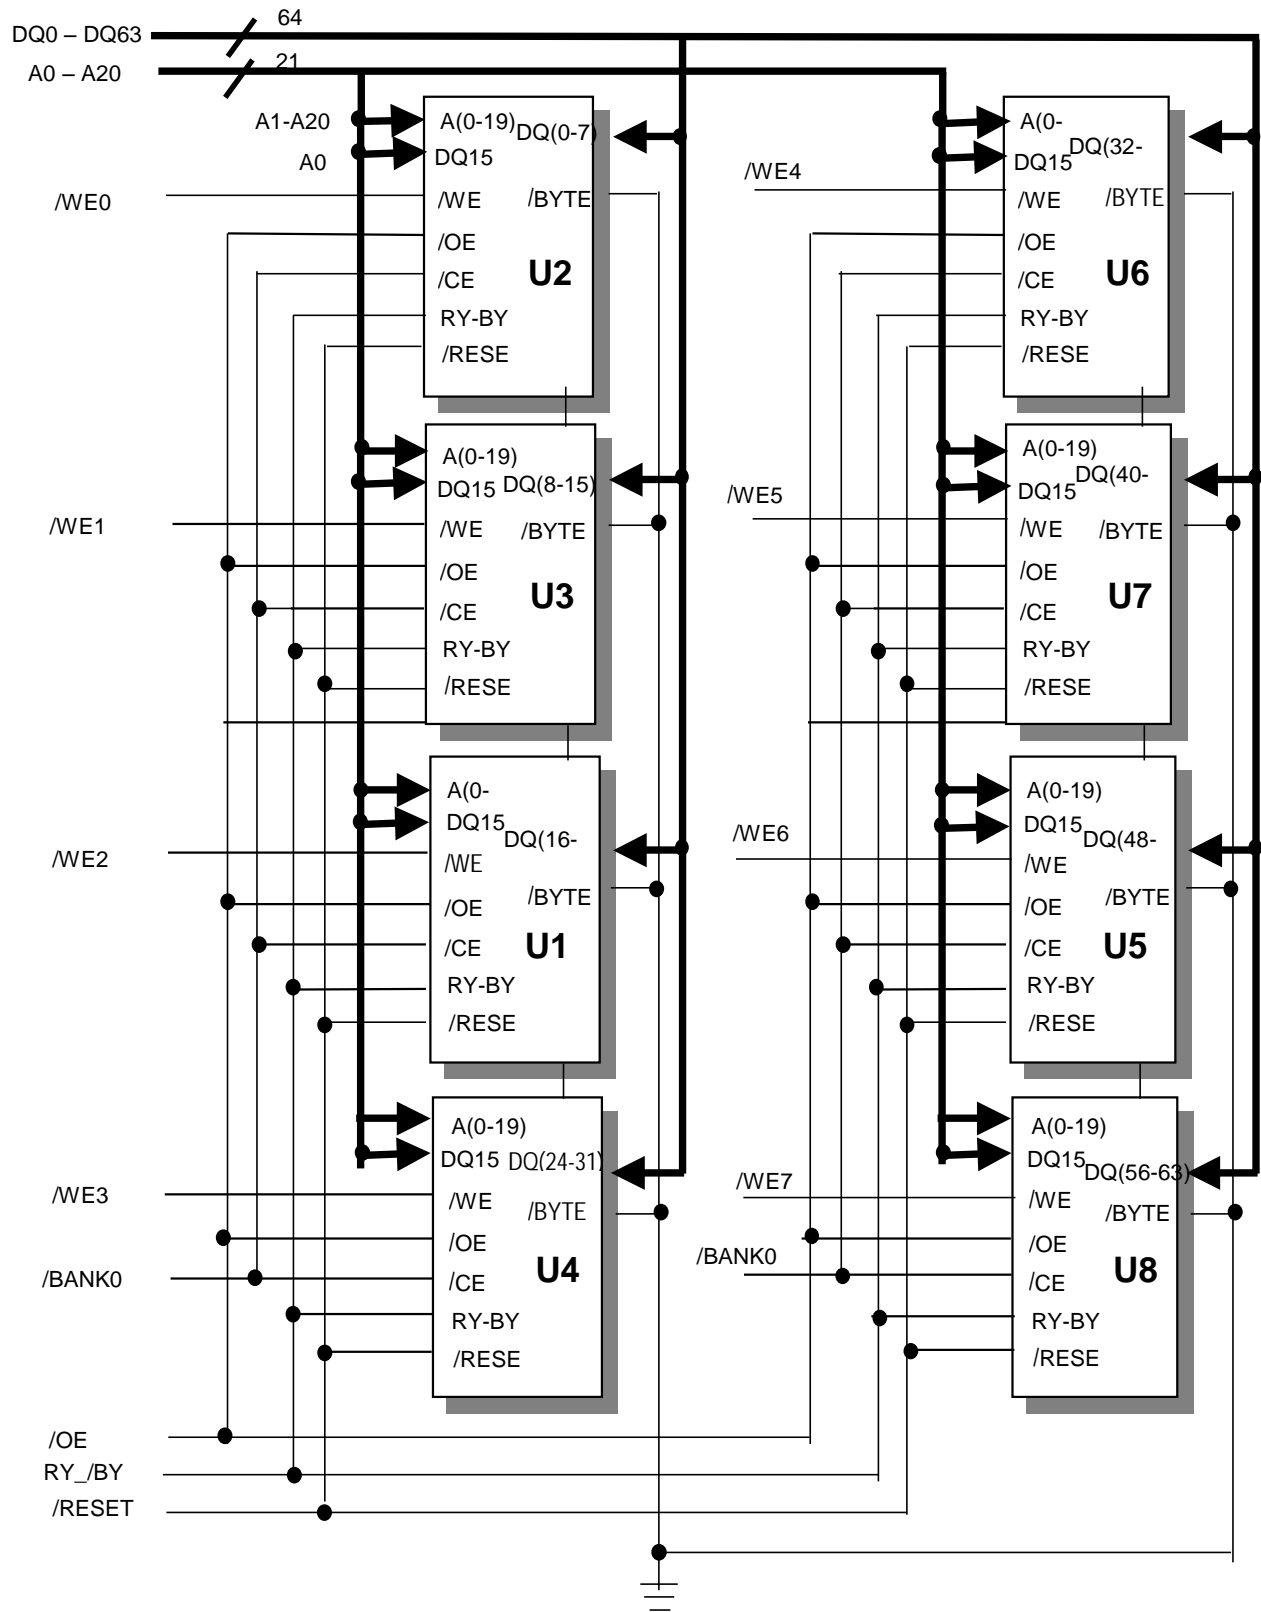 DQ0 – DQ63
64
A0 – A20
21
A1-A20
A0
A(0-19)
DQ(0-7)
DQ15
/WE0
/WE
/BYTE
/OE
U2
/CE
RY-BY
/RESE
A(0-
DQ(32-
DQ15
/WE4
/WE
/BYTE
/OE
U6
/CE
RY-BY
/RESE
A(0-19)
DQ15
DQ(8-15)
/WE1
/WE
/BYTE
/OE
U3
/CE
RY-BY
/RESE
A(0-19)
DQ(40-
DQ15
/WE5
/WE
/BYTE
/OE
U7
/CE
RY-BY
/RESE
A(0-
DQ15
DQ(16-
/WE2
/WE
/BYTE
/OE
U1
/CE
RY-BY
/RESE
A(0-19)
DQ15
DQ(48-
/WE6
/WE
/BYTE
/OE
U5
/CE
RY-BY
/RESE
A(0-19)
DQ15
DQ(24-31)
/WE3
/WE
/BYTE
/OE
U4
/BANK0
/CE
RY-BY
/RESE
A(0-19)
DQ15
DQ(56-63)
/WE7
/WE
/BYTE
/OE
U8
/BANK0
/CE
RY-BY
/RESE
/OE
RY_/BY
/RESET